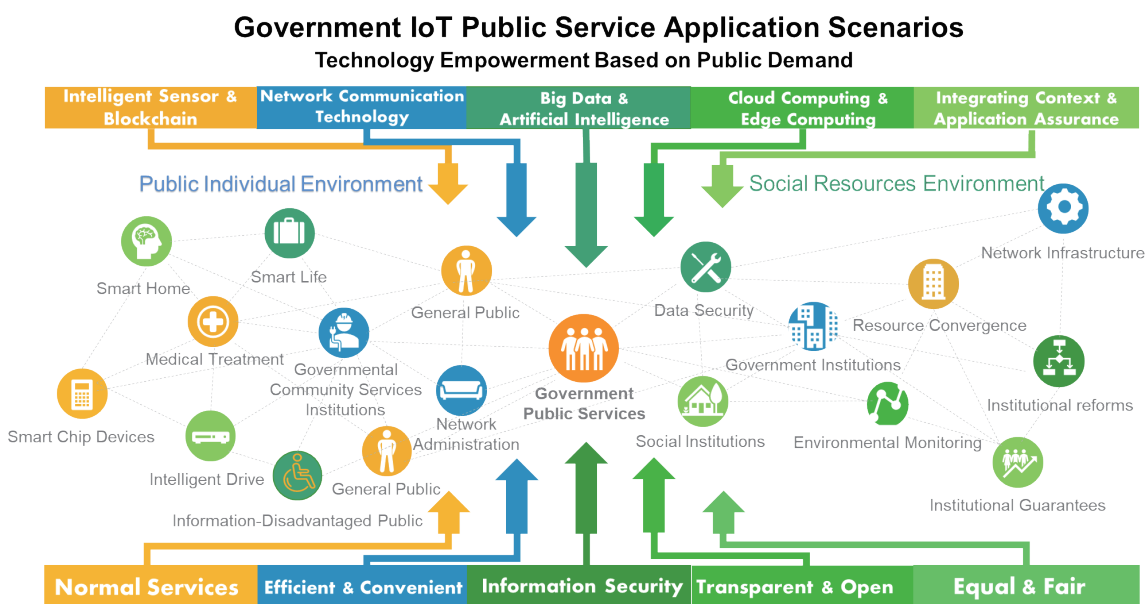 Government IoT Public Service Application Scenarios
Technology Empowerment Based on Public Demand
Intelligent Sensor &
Blockchain
Network Communication
Technology
Big Data &
Artificial Intelligence
Cloud Computing &
Edge Computing
Integrating Context &
Application Assurance
Public Individual Environment
Social Resources Environment
Smart Home
Smart Life
General Public
Data Security
Network Infrastructure
Medical Treatment
Governmental
Community Services
Institutions
Government
Public Services
Government Institutions
Resource Convergence
Smart Chip Devices
Network
Administration
Social Institutions
Environmental Monitoring
Institutional reforms
Intelligent Drive
General Public
Information-Disadvantaged Public
Institutional Guarantees
Normal Services
Efficient & Convenient
Information Security
Transparent & Open
Equal & Fair